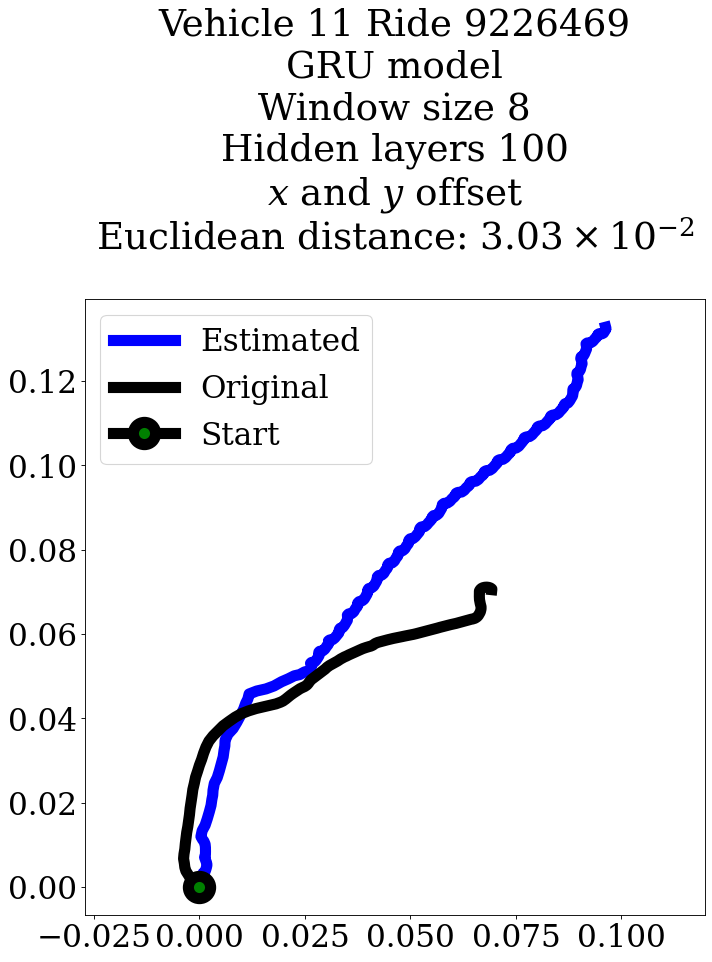 Vehicle 11 Ride 9226469
GRU model
Window size 8
Hidden layers 100
x and y offset
Euclidean distance: 3.03 × 10⁻²
Estimated
Original
Start
0.12
0.10
0.08
0.06
0.04
0.02
0.00
−0.025 0.000 0.025 0.050 0.075 0.100